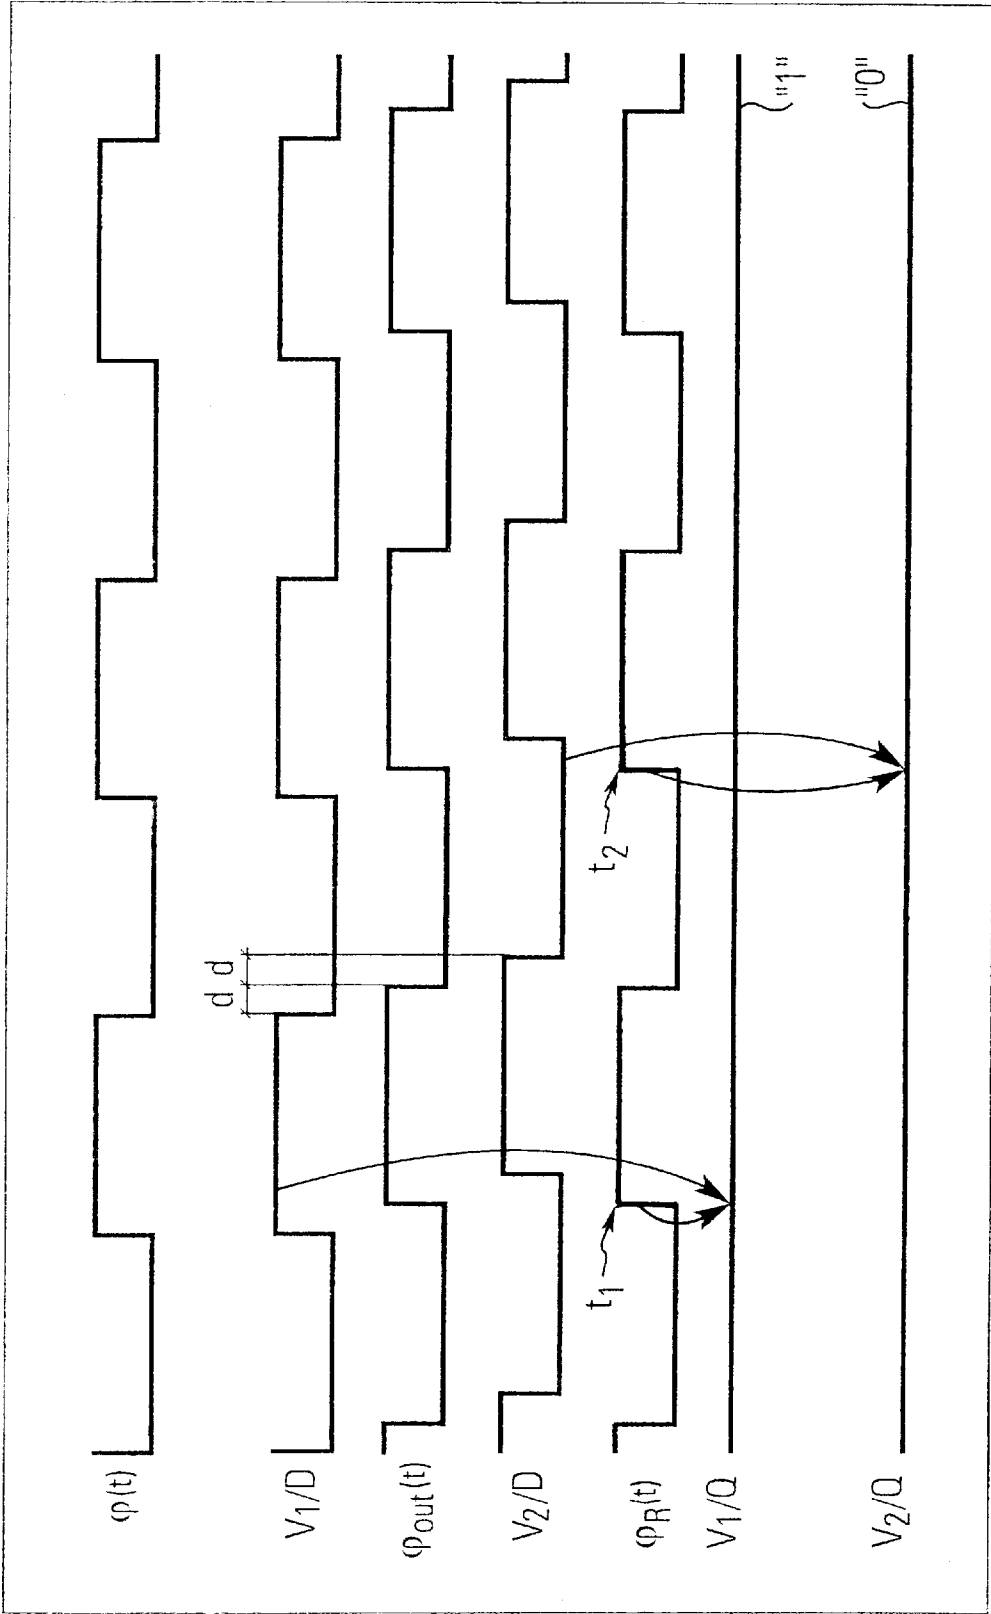 φ(t)
V₁/D
φout(t)
V₂/D
φR(t)
V₁/Q
V₂/Q
d d
t₁
t₂
"1"
"0"